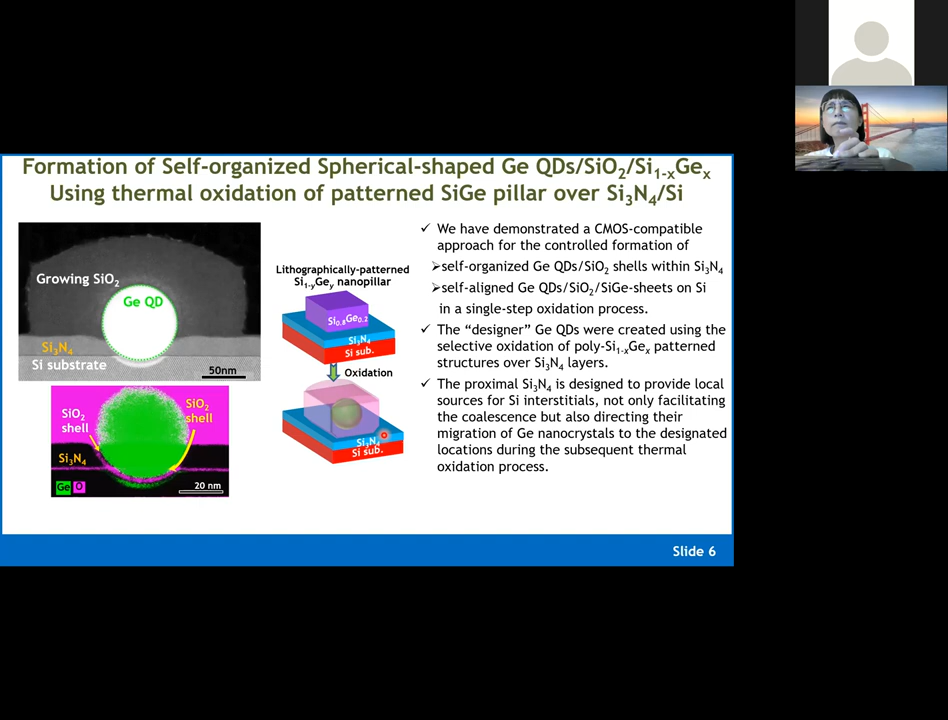 Formation of Self-organized Spherical-shaped Ge QDs/SiO₂/Si₁₋ₓGeₓ
Using thermal oxidation of patterned SiGe pillar over Si₃N₄/Si
Growing SiO₂
Ge QD
Si₃N₄
Si substrate
50nm
SiO₂
shell
SiO₂
shell
Si₃N₄
Ge O
20 nm
Lithographically-patterned
Si₁₋yGey nanopillar
Si₀.₈Ge₀.₂
Si₃N₄
Si sub.
Oxidation
Si₃N₄
Si sub.
✓ We have demonstrated a CMOS-compatible
approach for the controlled formation of
➢self-organized Ge QDs/SiO₂ shells within Si₃N₄
➢self-aligned Ge QDs/SiO₂/SiGe-sheets on Si
in a single-step oxidation process.
✓ The “designer” Ge QDs were created using the
selective oxidation of poly-Si₁₋ₓGeₓ patterned
structures over Si₃N₄ layers.
✓ The proximal Si₃N₄ is designed to provide local
sources for Si interstitials, not only facilitating
the coalescence but also directing their
migration of Ge nanocrystals to the designated
locations during the subsequent thermal
oxidation process.
Slide 6